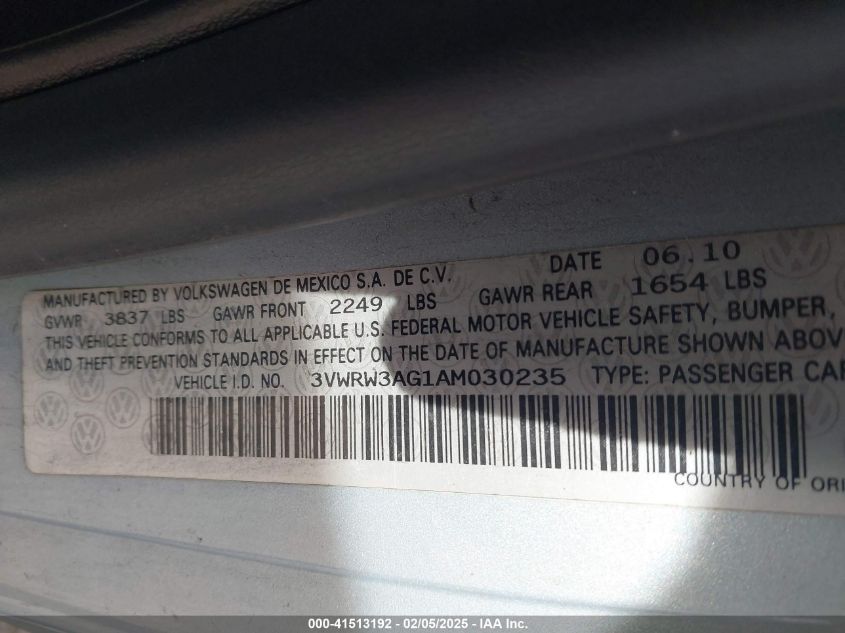 MANUFACTURED BY VOLKSWAGEN DE MEXICO S.A. DE C.V. DATE 06.10
GVWR 3837 LBS GAWR FRONT 2249 LBS GAWR REAR 1654 LBS
THIS VEHICLE CONFORMS TO ALL APPLICABLE U.S. FEDERAL MOTOR VEHICLE SAFETY, BUMPER,
AND THEFT PREVENTION STANDARDS IN EFFECT ON THE DATE OF MANUFACTURE SHOWN ABOV
VEHICLE I.D. NO. 3VWRW3AG1AM030235 TYPE: PASSENGER CAR
COUNTRY OF ORI
000-41513192 - 02/05/2025 - IAA Inc.